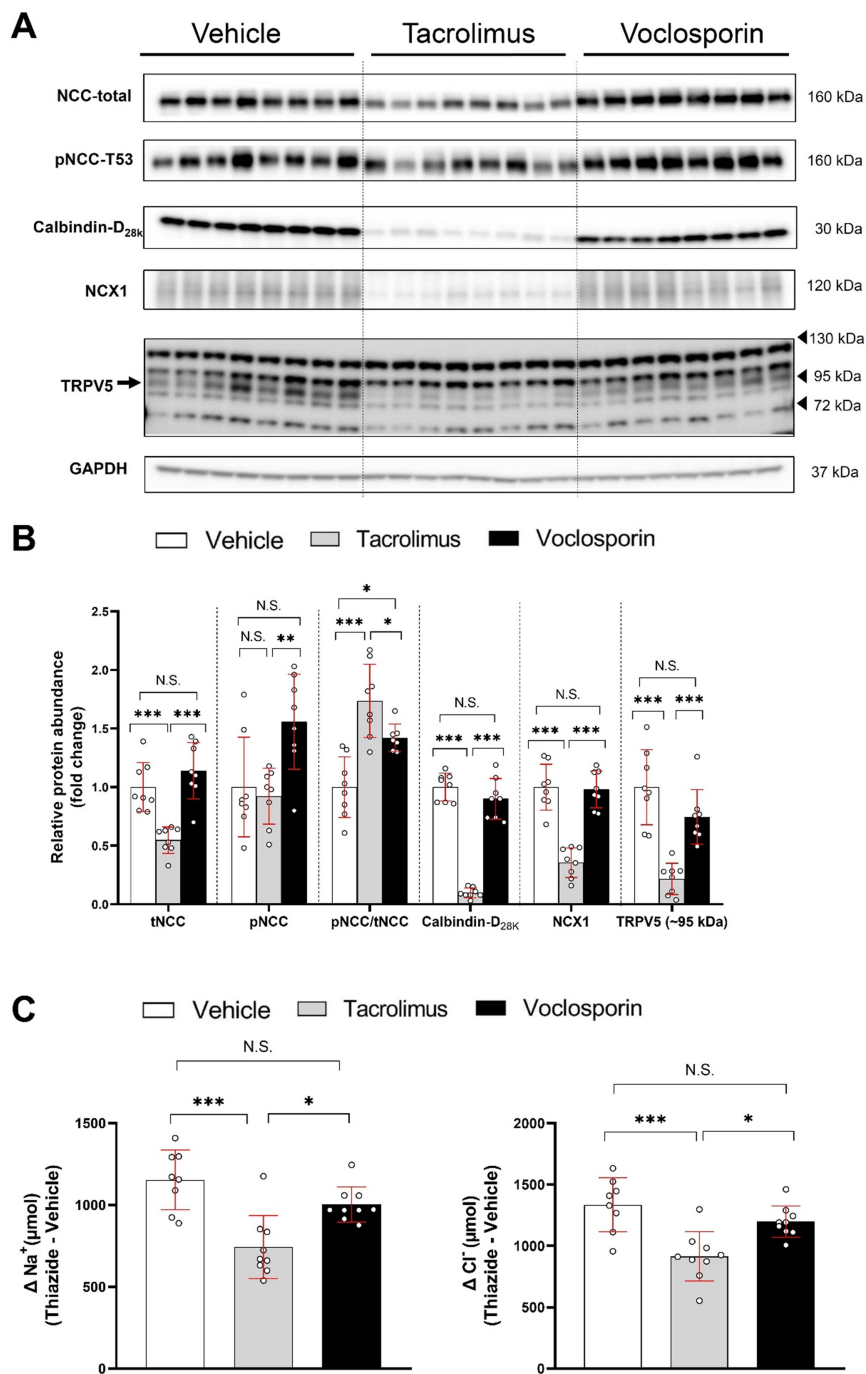 A
Vehicle Tacrolimus Voclosporin
NCC-total 160 kDa
pNCC-T53 160 kDa
Calbindin-D28k 30 kDa
NCX1 120 kDa
130 kDa
TRPV5 95 kDa
72 kDa
GAPDH 37 kDa
B
Vehicle Tacrolimus Voclosporin
Relative protein abundance
(fold change)
2.5
2.0
1.5
1.0
0.5
0.0
N.S.
*** ***
N.S.
N.S. **
*
*** *
N.S.
*** ***
N.S.
*** ***
N.S.
*** ***
tNCC pNCC pNCC/tNCC Calbindin-D28K NCX1 TRPV5 (~95 kDa)
C
Vehicle Tacrolimus Voclosporin
Δ Na+ (μmol)
(Thiazide - Vehicle)
1500
1000
500
0
N.S.
*** *
Δ Cl- (μmol)
(Thiazide - Vehicle)
2000
1500
1000
500
0
N.S.
*** *